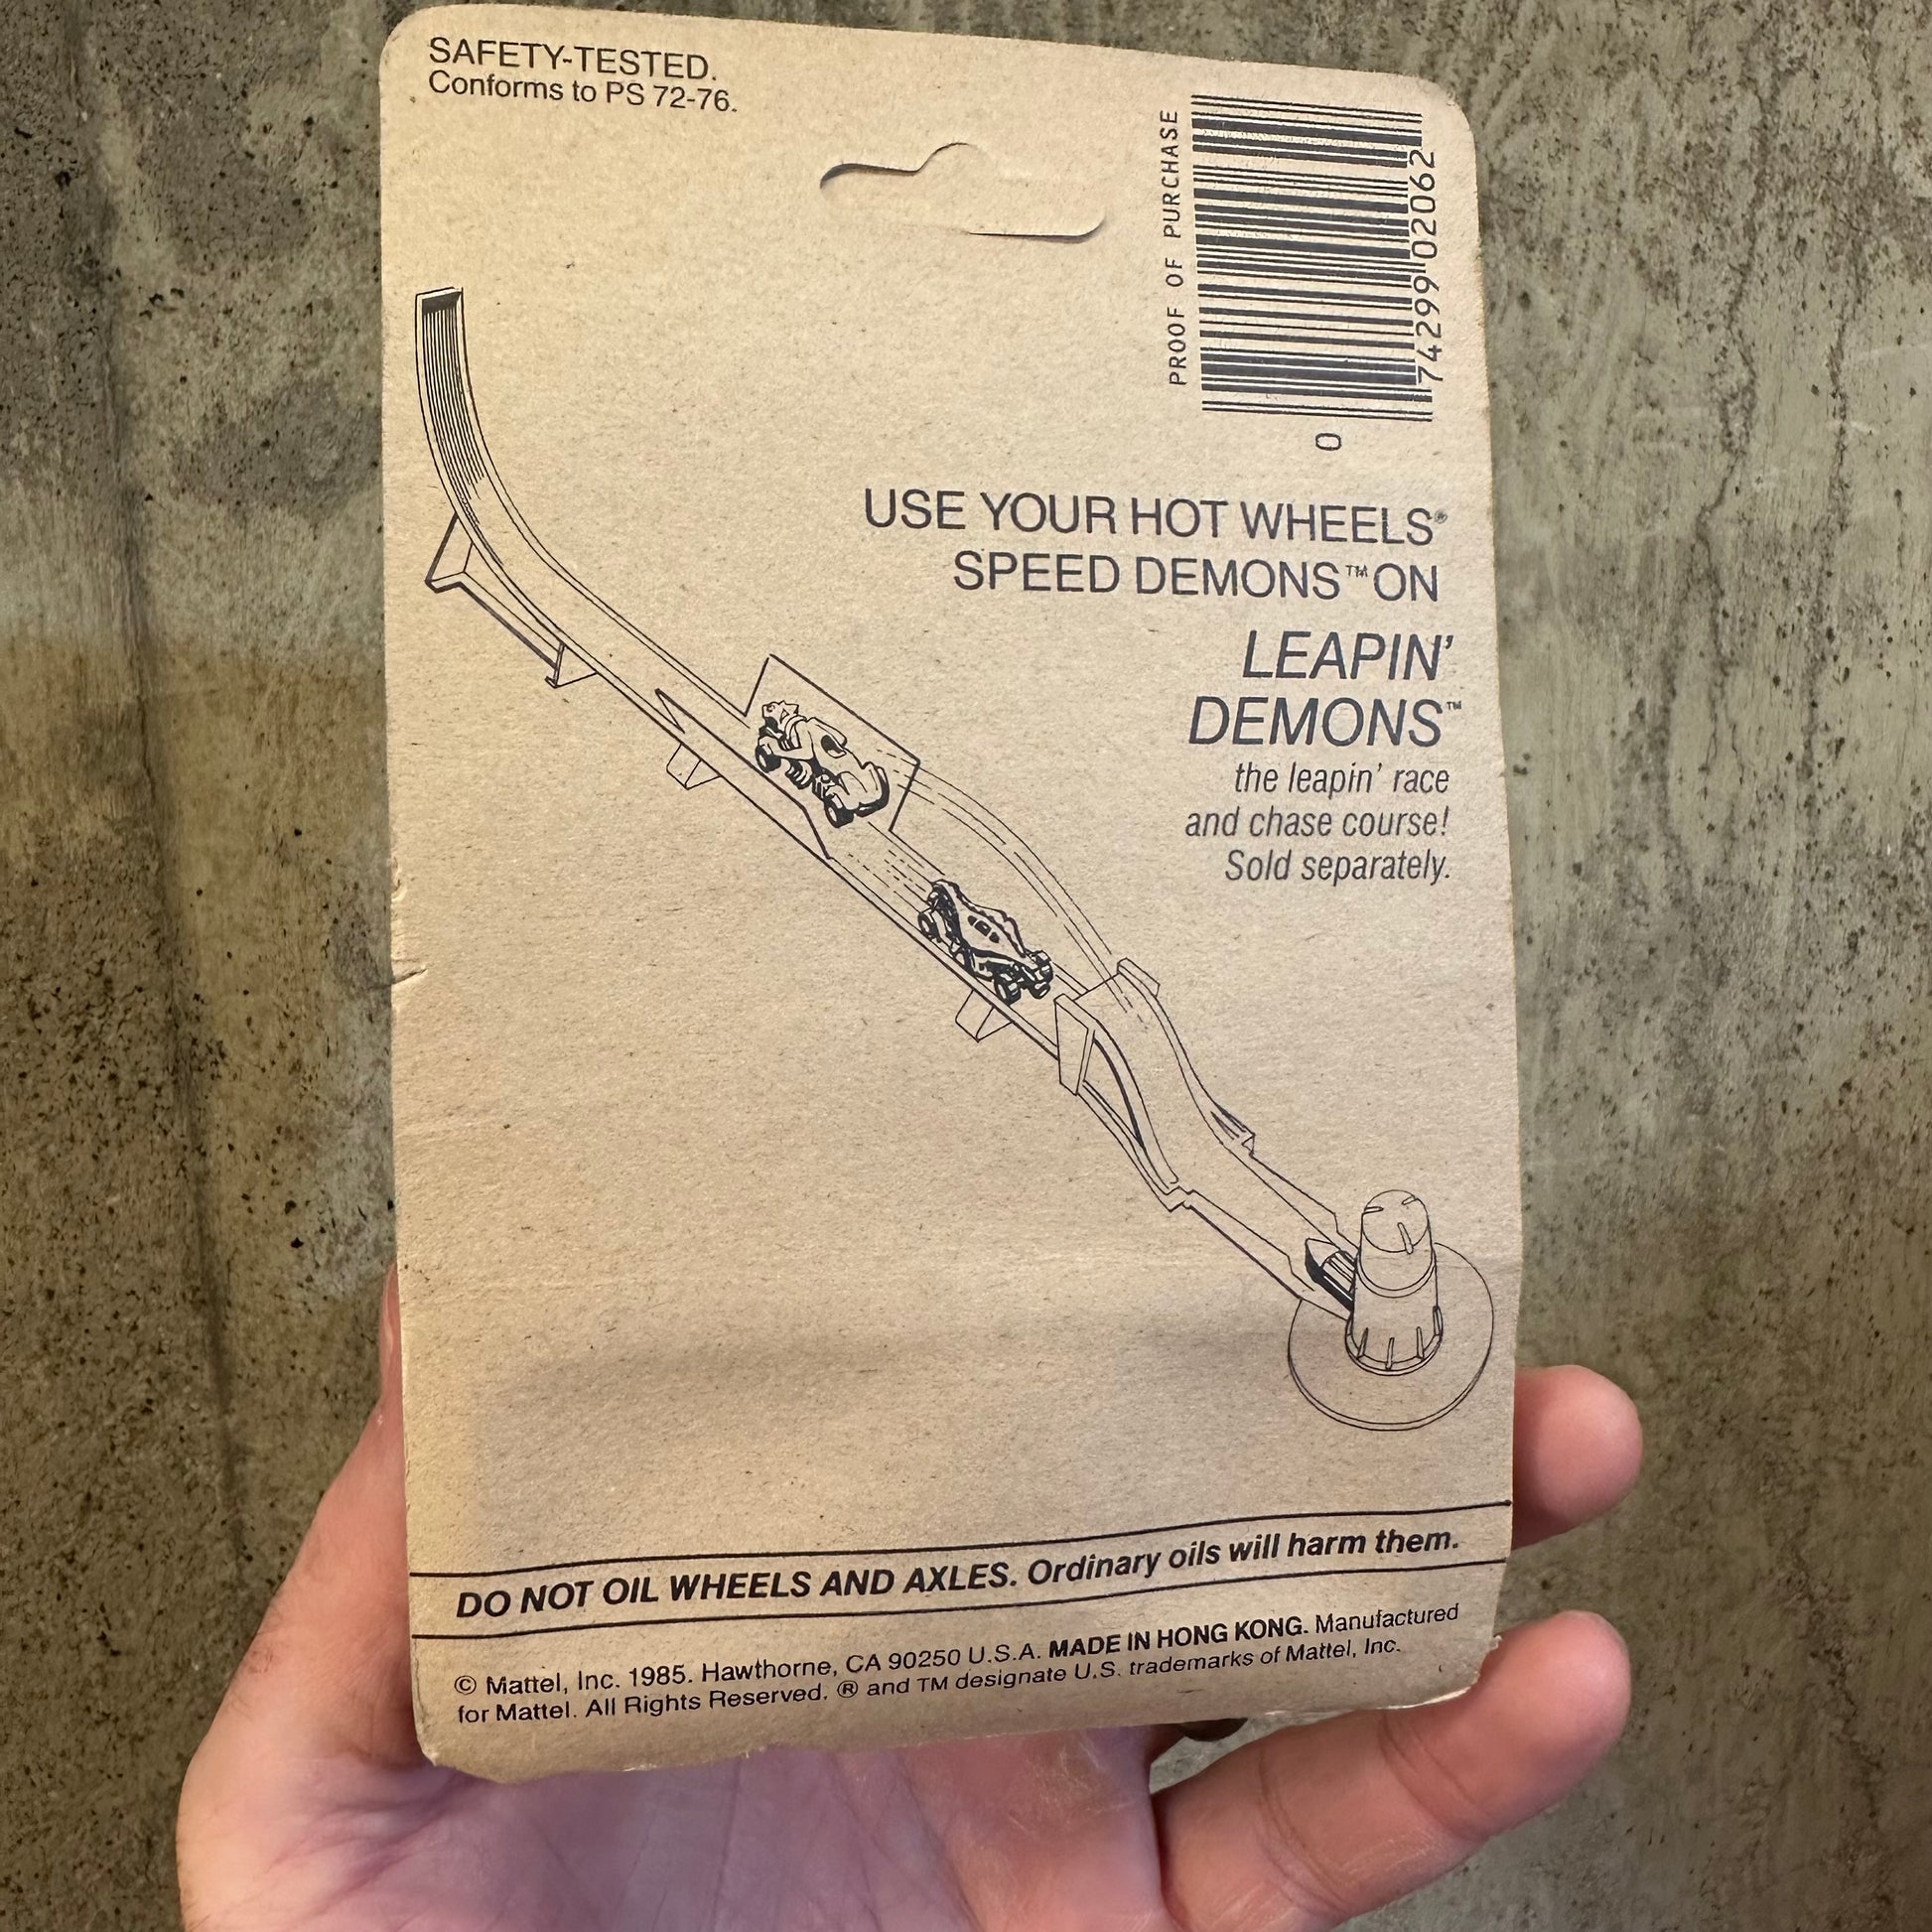 SAFETY-TESTED.
Conforms to PS 72-76.
PROOF OF PURCHASE
0 74299 02062
USE YOUR HOT WHEELS®
SPEED DEMONS™ ON
LEAPIN'
DEMONS™
the leapin' race
and chase course!
Sold separately.
DO NOT OIL WHEELS AND AXLES. Ordinary oils will harm them.
© Mattel, Inc. 1985. Hawthorne, CA 90250 U.S.A. MADE IN HONG KONG. Manufactured
for Mattel. All Rights Reserved. ® and TM designate U.S. trademarks of Mattel, Inc.